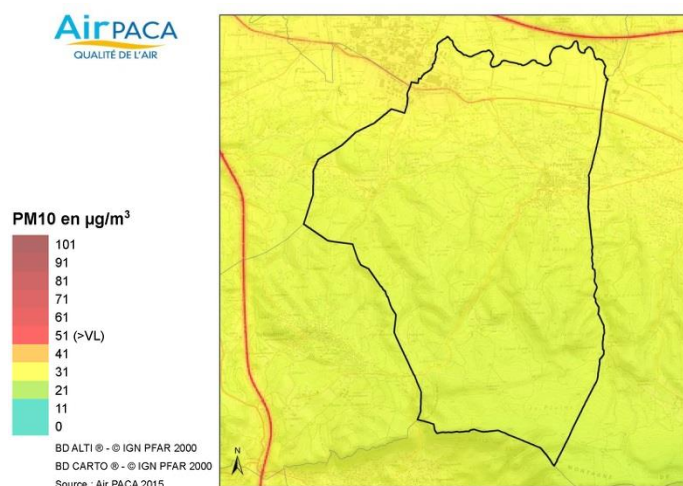 AirPACA
QUALITÉ DE L'AIR
PM10 en µg/m³
101
91
81
71
61
51 (>VL)
41
31
21
11
0
BD ALTI ® - © IGN PFAR 2000
BD CARTO ® - © IGN PFAR 2000
Source : Air PACA 2015
N